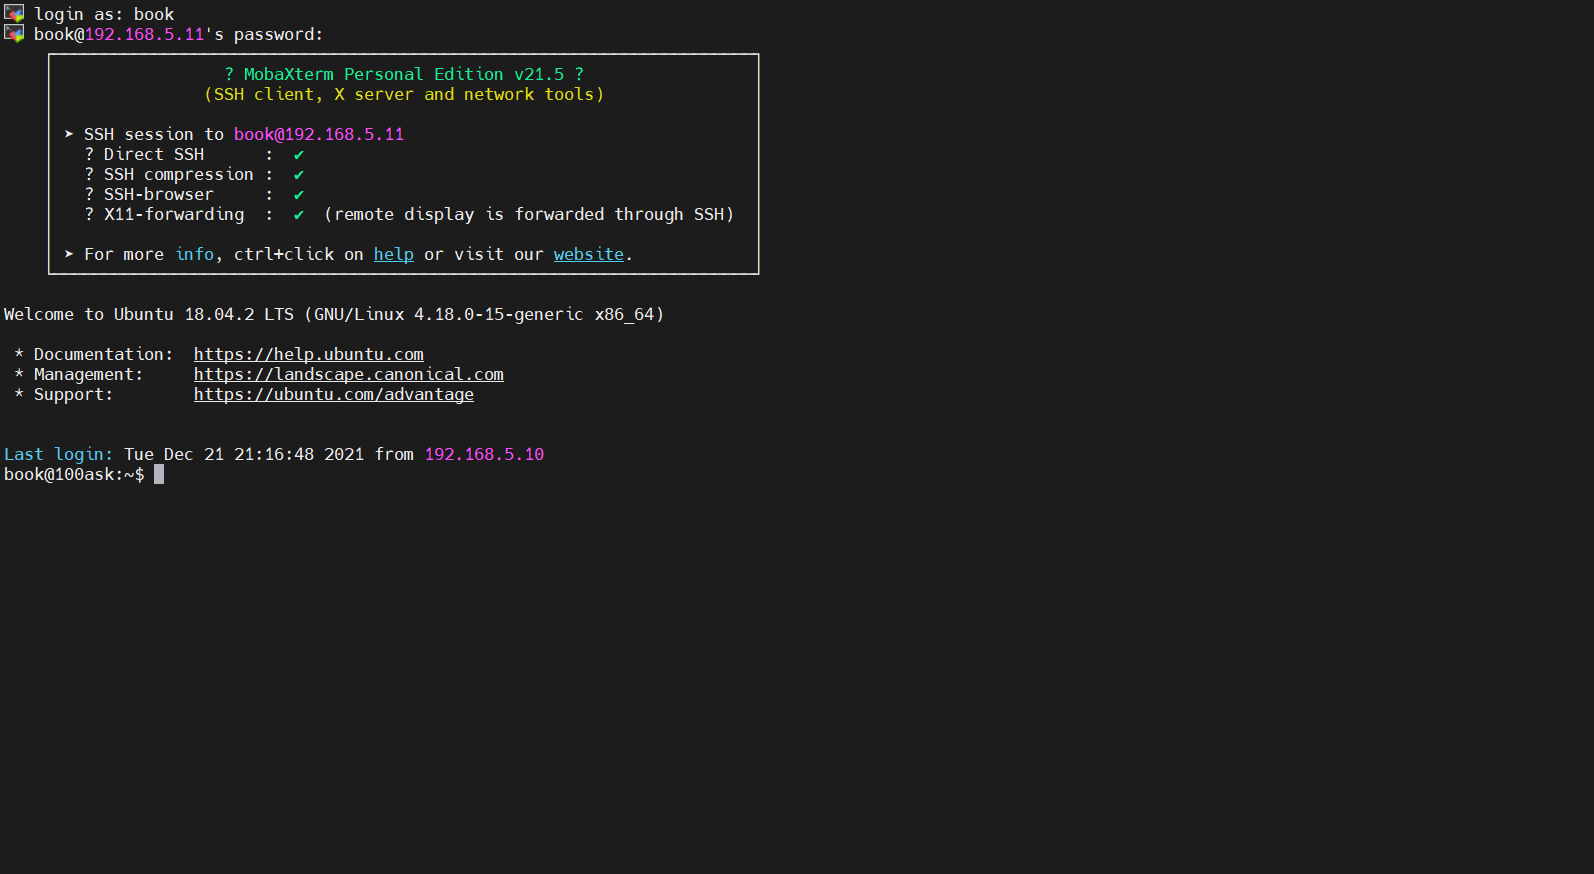 login as: book
book@192.168.5.11's password:
? MobaXterm Personal Edition v21.5 ?
(SSH client, X server and network tools)
➤ SSH session to book@192.168.5.11
? Direct SSH      :  ✔
? SSH compression :  ✔
? SSH-browser     :  ✔
? X11-forwarding  :  ✔  (remote display is forwarded through SSH)
➤ For more info, ctrl+click on help or visit our website.
Welcome to Ubuntu 18.04.2 LTS (GNU/Linux 4.18.0-15-generic x86_64)
* Documentation:  https://help.ubuntu.com
* Management:     https://landscape.canonical.com
* Support:        https://ubuntu.com/advantage
Last login: Tue Dec 21 21:16:48 2021 from 192.168.5.10
book@100ask:~$